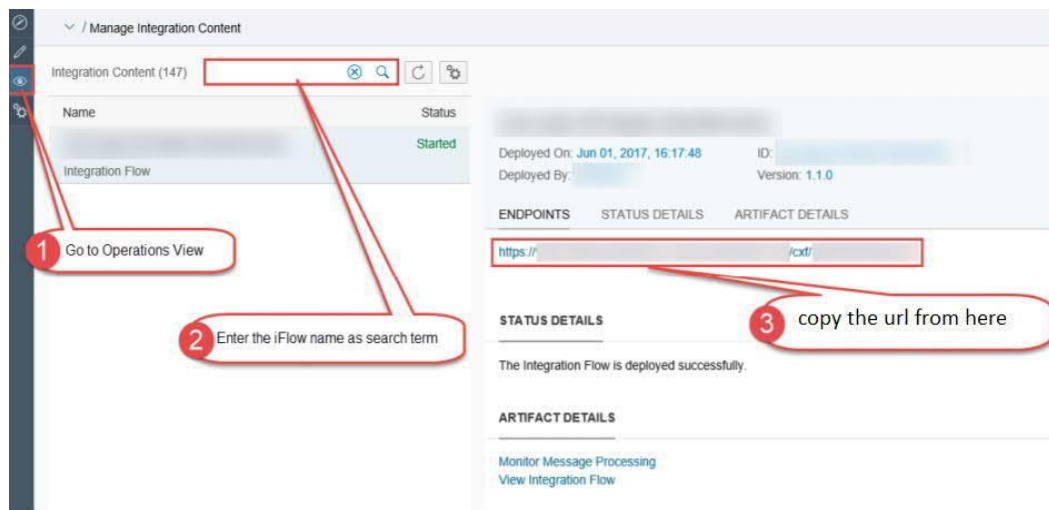 / Manage Integration Content
Integration Content (147)
Name Status
Started
Integration Flow
Deployed On: Jun 01, 2017, 16:17:48 ID:
Deployed By: Version: 1.1.0
ENDPOINTS STATUS DETAILS ARTIFACT DETAILS
https:// /cxf/
1 Go to Operations View
2 Enter the iFlow name as search term
3 copy the url from here
STATUS DETAILS
The Integration Flow is deployed successfully.
ARTIFACT DETAILS
Monitor Message Processing
View Integration Flow